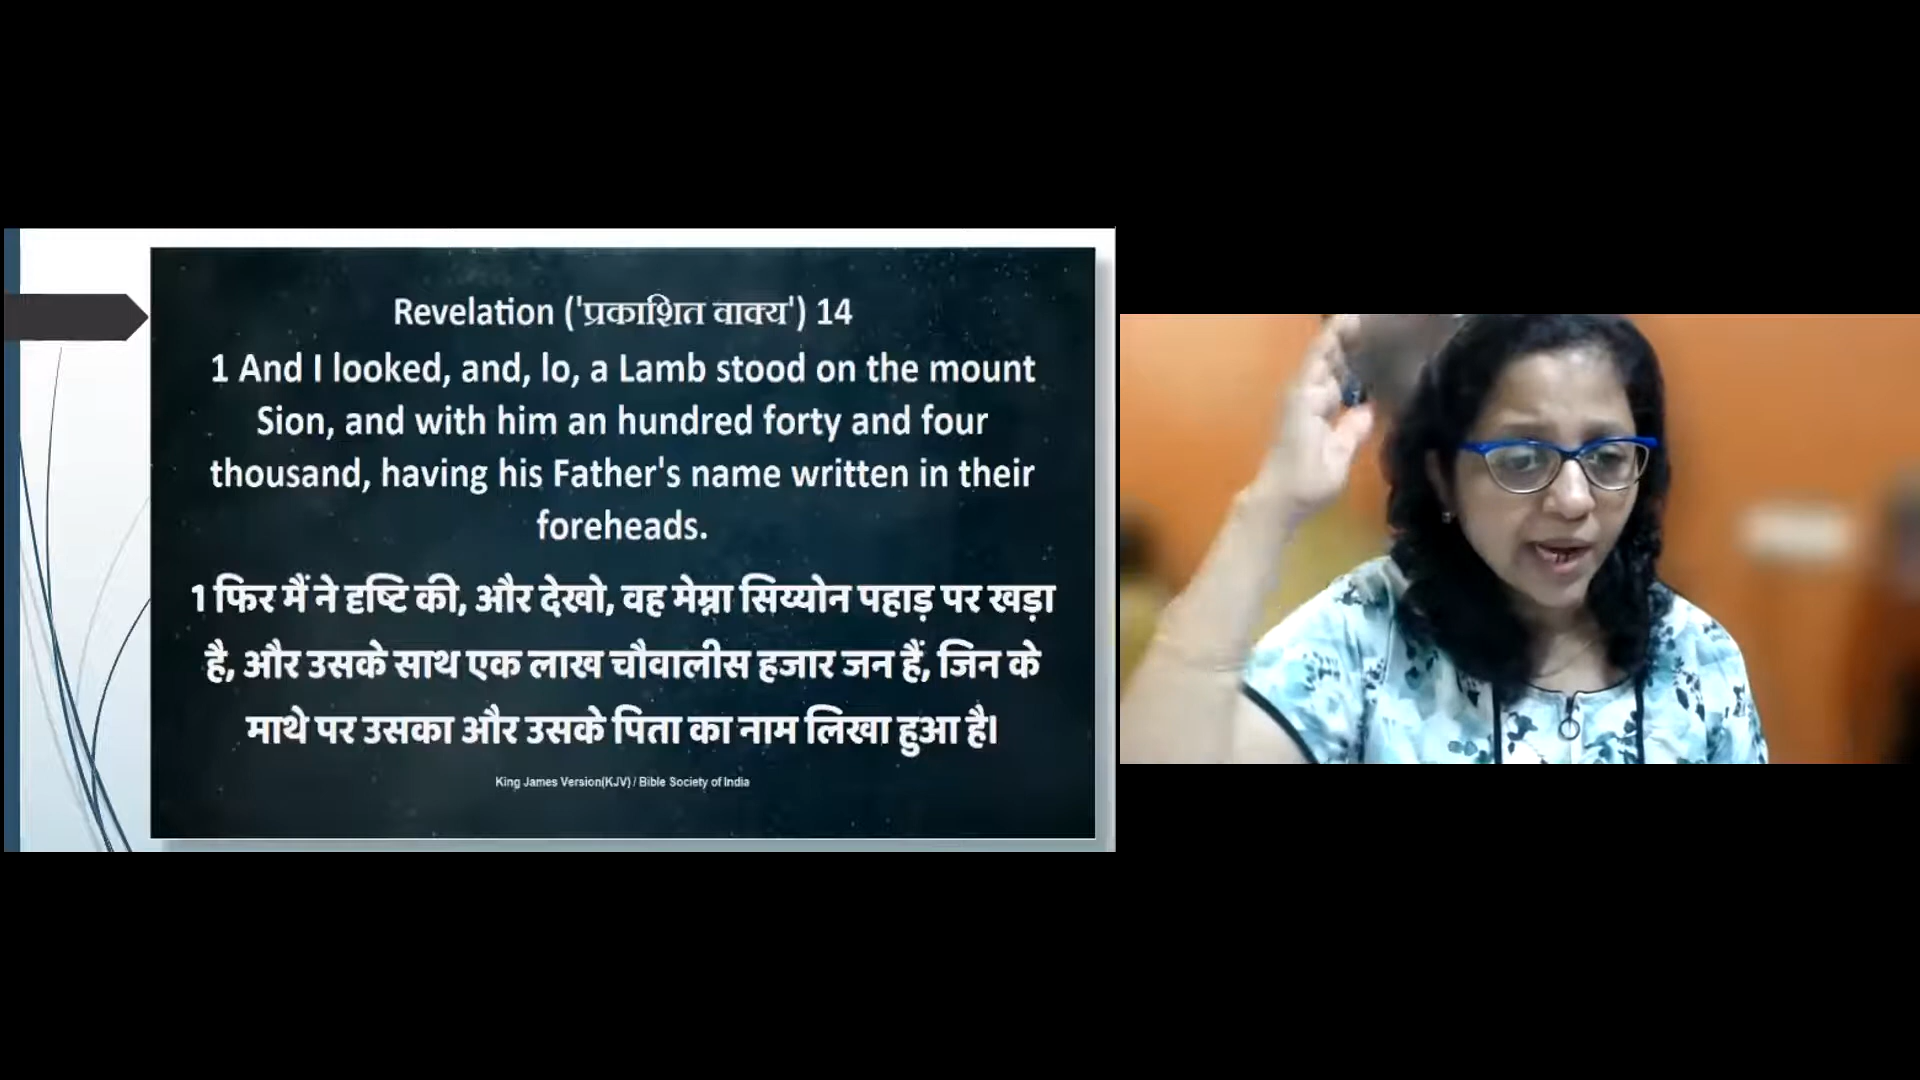 Revelation ('प्रकाशित वाक्य') 14
1 And I looked, and, lo, a Lamb stood on the mount
Sion, and with him an hundred forty and four
thousand, having his Father's name written in their
foreheads.
1 फिर मैं ने दृष्टि की, और देखो, वह मेम्ना सिय्योन पहाड़ पर खड़ा
है, और उसके साथ एक लाख चौवालीस हजार जन हैं, जिन के
माथे पर उसका और उसके पिता का नाम लिखा हुआ है।
King James Version(KJV) / Bible Society of India